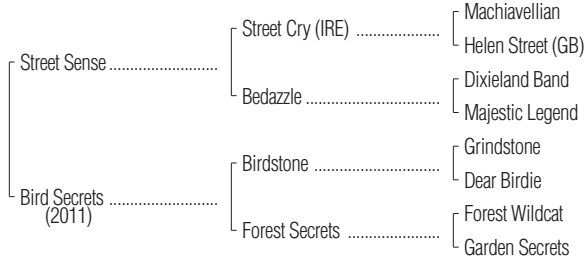 Machiavellian
Street Cry (IRE) ....................
Helen Street (GB)
Street Sense ..........................
Dixieland Band
Bedazzle ................................
Majestic Legend
Grindstone
Birdstone ...............................
Dear Birdie
Bird Secrets ..........................
(2011)
Forest Wildcat
Forest Secrets ......................
Garden Secrets